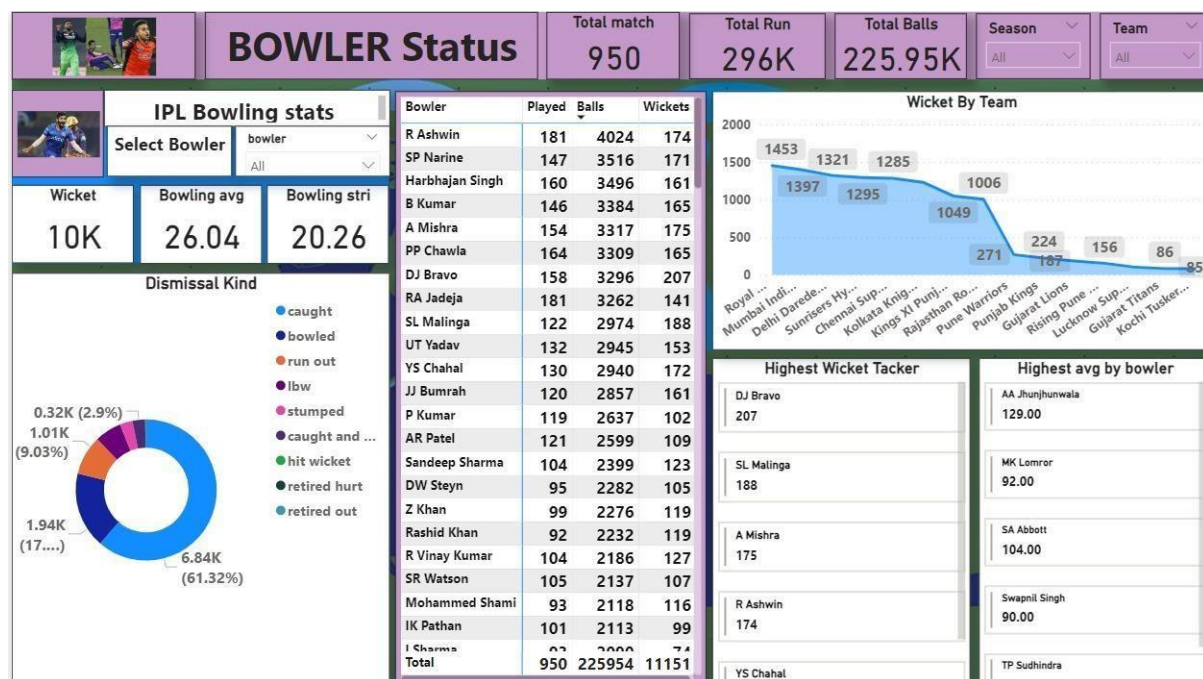 BOWLER Status
Total match
950
Total Run
296K
Total Balls
225.95K
Season
All
Team
All
IPL Bowling stats
Select Bowler
bowler
All
Wicket
10K
Bowling avg
26.04
Bowling stri
20.26
Dismissal Kind
caught
bowled
run out
lbw
stumped
caught and ...
hit wicket
retired hurt
retired out
0.32K (2.9%)
1.01K
(9.03%)
1.94K
(17....)
6.84K
(61.32%)
Bowler Played Balls Wickets
R Ashwin 181 4024 174
SP Narine 147 3516 171
Harbhajan Singh 160 3496 161
B Kumar 146 3384 165
A Mishra 154 3317 175
PP Chawla 164 3309 165
DJ Bravo 158 3296 207
RA Jadeja 181 3262 141
SL Malinga 122 2974 188
UT Yadav 132 2945 153
YS Chahal 130 2940 172
JJ Bumrah 120 2857 161
P Kumar 119 2637 102
AR Patel 121 2599 109
Sandeep Sharma 104 2399 123
DW Steyn 95 2282 105
Z Khan 99 2276 119
Rashid Khan 92 2232 119
R Vinay Kumar 104 2186 127
SR Watson 105 2137 107
Mohammed Shami 93 2118 116
IK Pathan 101 2113 99
I Sharma
Total 950 225954 11151
Wicket By Team
2000
1500
1000
500
0
1453
1397
1321
1295
1285
1049
1006
271
224
187
156
86
85
Royal ...
Mumbai Indi...
Delhi Darede...
Sunrisers Hy...
Chennai Sup...
Kolkata Knig...
Kings XI Punj...
Rajasthan Ro...
Pune Warriors
Punjab Kings
Gujarat Lions
Rising Pune ...
Lucknow Sup...
Gujarat Titans
Kochi Tusker...
Highest Wicket Tacker
DJ Bravo
207
SL Malinga
188
A Mishra
175
R Ashwin
174
YS Chahal
Highest avg by bowler
AA Jhunjhunwala
129.00
MK Lomror
92.00
SA Abbott
104.00
Swapnil Singh
90.00
TP Sudhindra